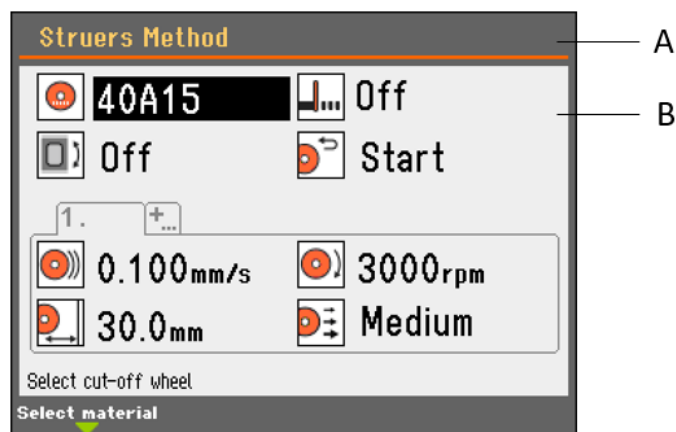 Struers Method
A
40A15
Off
B
Off
Start
1.
+...
0.100mm/s
3000rpm
30.0mm
Medium
Select cut-off wheel
Select material